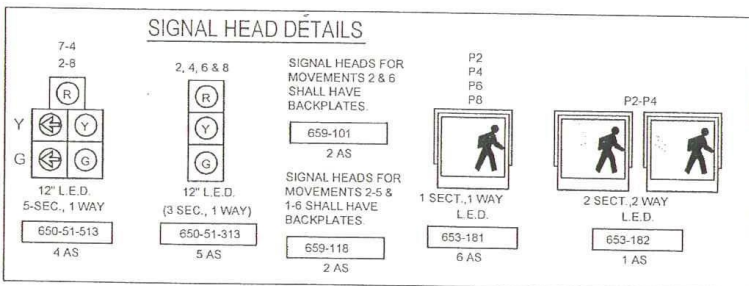 SIGNAL HEAD DETAILS
7-4
2-8
R
Y
Y
G
G
12" L.E.D.
5-SEC., 1 WAY
650-51-513
4 AS
2, 4, 6 & 8
R
Y
G
12" L.E.D.
(3 SEC., 1 WAY)
650-51-313
5 AS
SIGNAL HEADS FOR
MOVEMENTS 2 & 6
SHALL HAVE
BACKPLATES.
659-101
2 AS
SIGNAL HEADS FOR
MOVEMENTS 2-5 &
1-6 SHALL HAVE
BACKPLATES.
659-118
2 AS
P2
P4
P6
P8
1 SECT.,1 WAY
L.E.D.
653-181
6 AS
P2-P4
2 SECT.,2 WAY
L.E.D.
653-182
1 AS